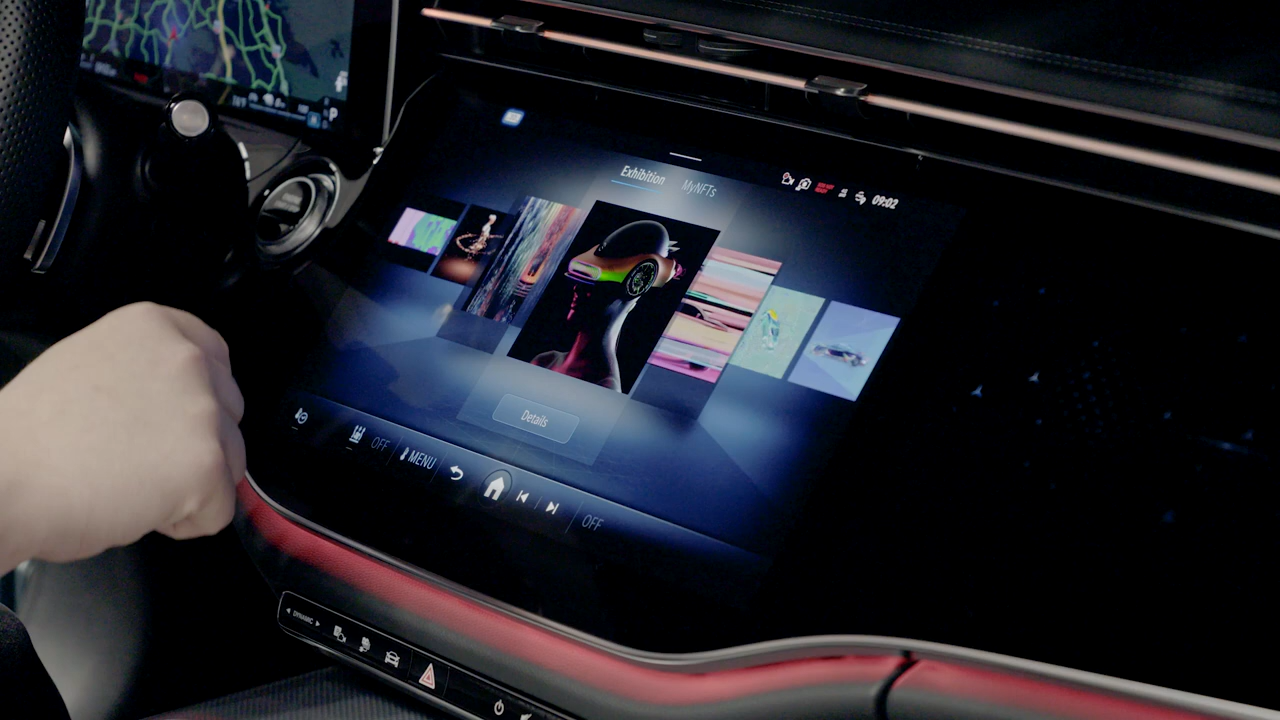 P
Exhibition MyNFTs
09:02
Details
OFF MENU OFF
DYNAMIC